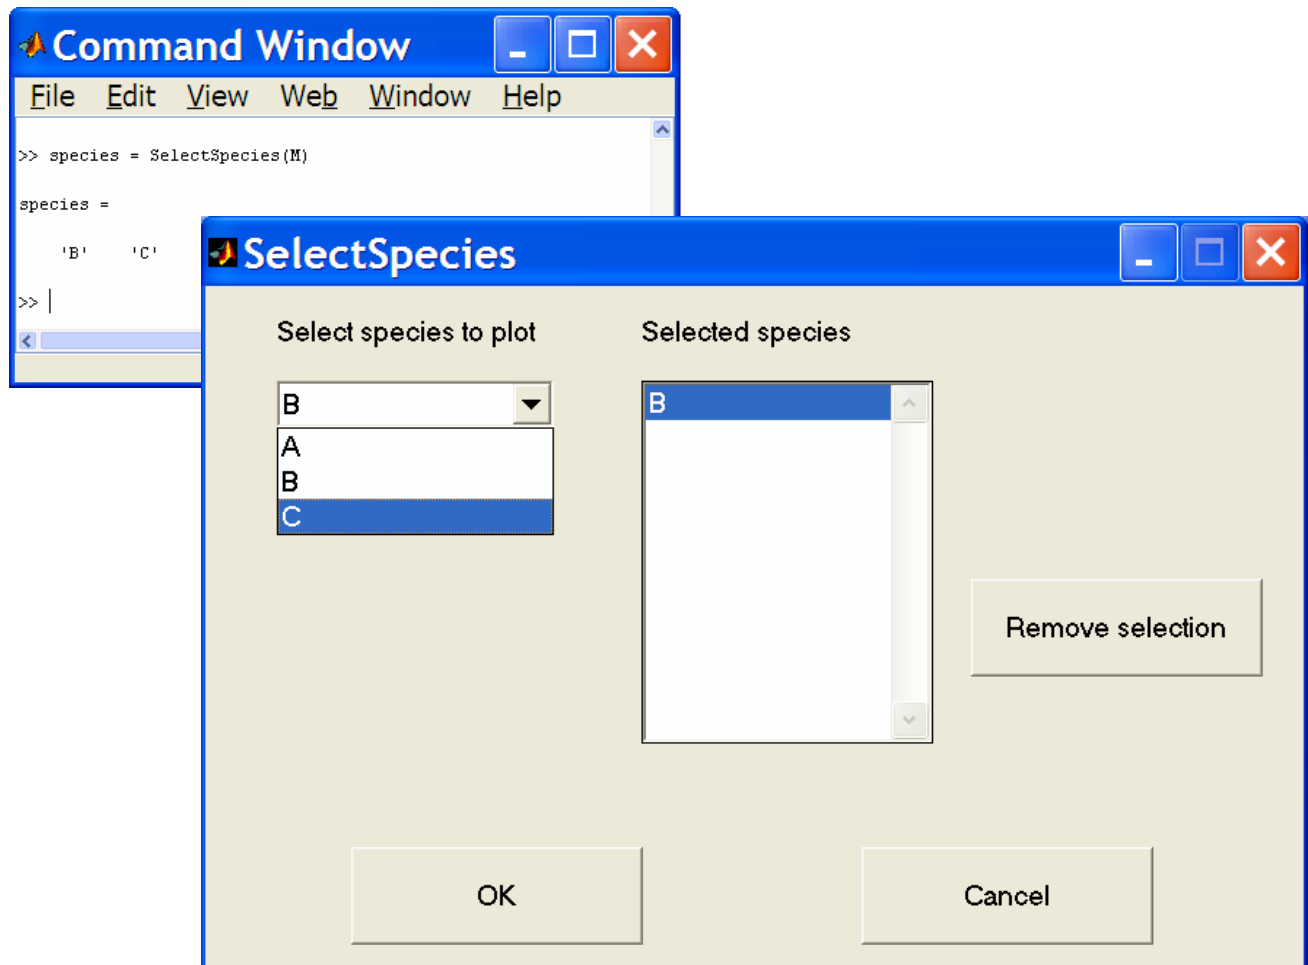 Command Window
File Edit View Web Window Help
>> species = SelectSpecies(M)
species =
'B' 'C'
>>
SelectSpecies
Select species to plot
Selected species
B
A
B
C
B
Remove selection
OK
Cancel